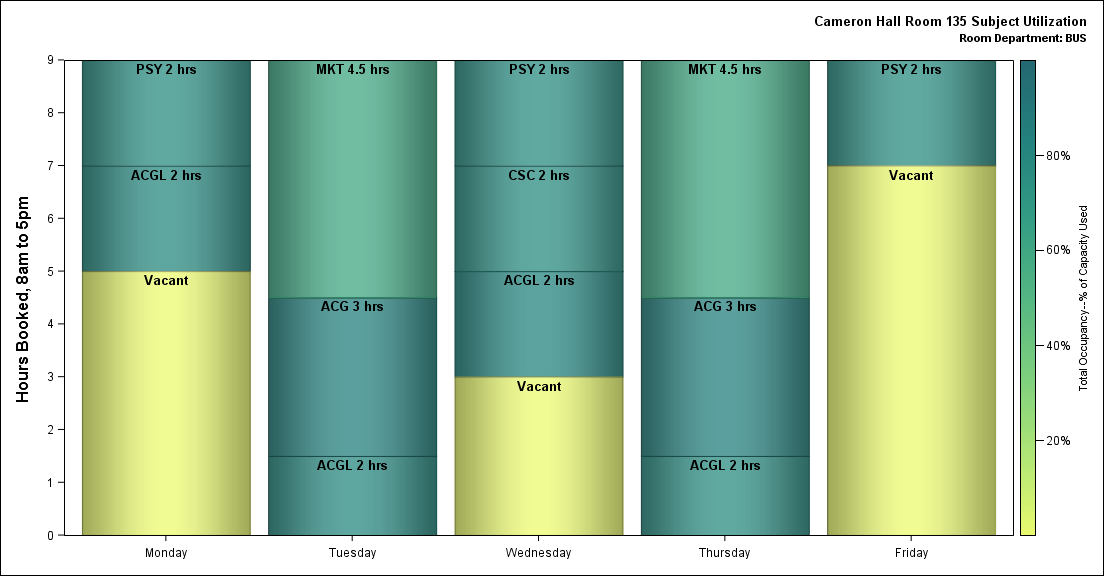 Cameron Hall Room 135 Subject Utilization
Room Department: BUS
Hours Booked, 8am to 5pm
9
8
7
6
5
4
3
2
1
0
PSY 2 hrs
ACGL 2 hrs
Vacant
MKT 4.5 hrs
ACG 3 hrs
ACGL 2 hrs
PSY 2 hrs
CSC 2 hrs
ACGL 2 hrs
Vacant
MKT 4.5 hrs
ACG 3 hrs
ACGL 2 hrs
PSY 2 hrs
Vacant
Monday
Tuesday
Wednesday
Thursday
Friday
80%
60%
40%
20%
Total Occupancy--% of Capacity Used